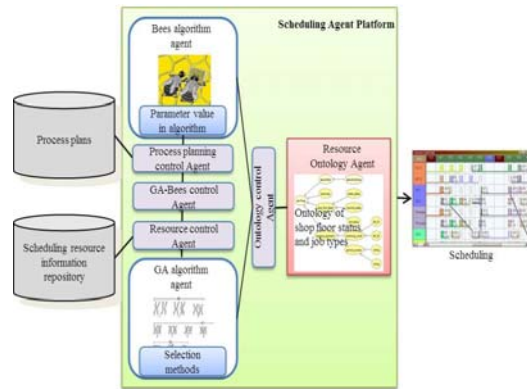 Scheduling Agent Platform
Bees algorithm
agent
Parameter value
in algorithm
Process plans
Process planning
control Agent
GA-Bees control
Agent
Resource control
Agent
Scheduling resource
information
repository
GA algorithm
agent
Selection methods
Ontology control
Agent
Resource
Ontology Agent
Ontology of
shop floor status
and job types
Scheduling